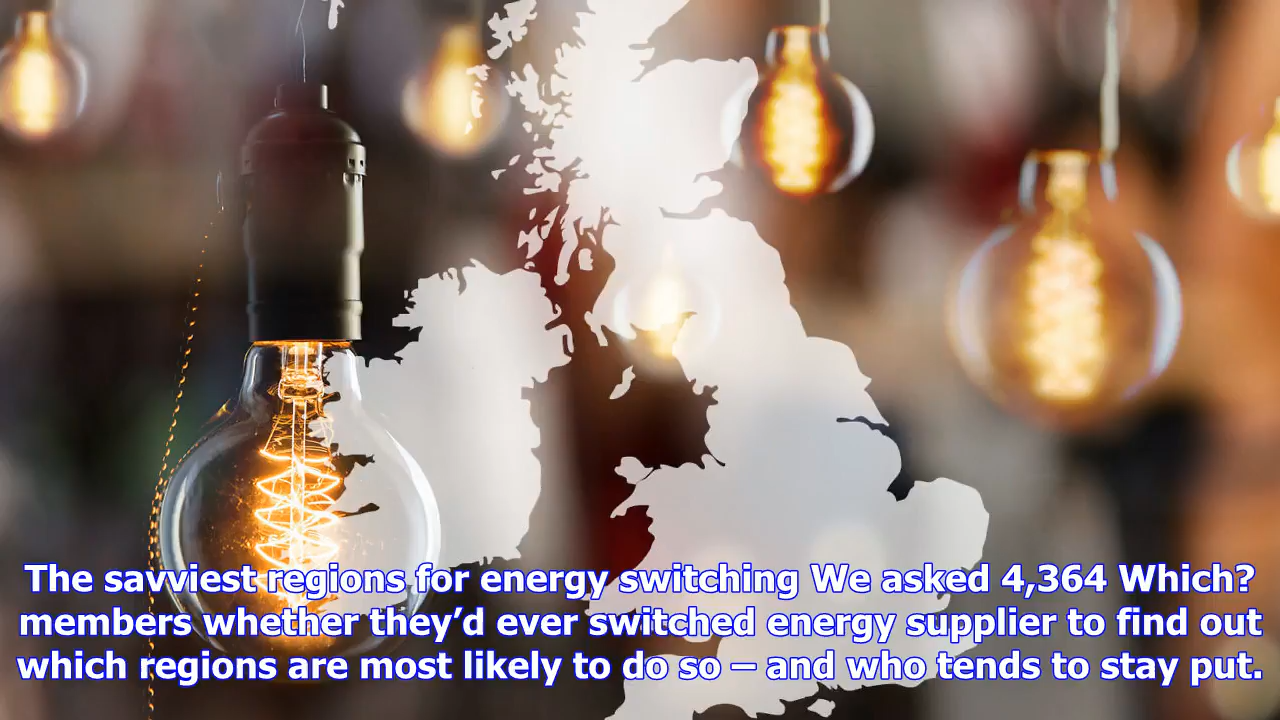 The savviest regions for energy switching We asked 4,364 Which?
members whether they’d ever switched energy supplier to find out
which regions are most likely to do so – and who tends to stay put.